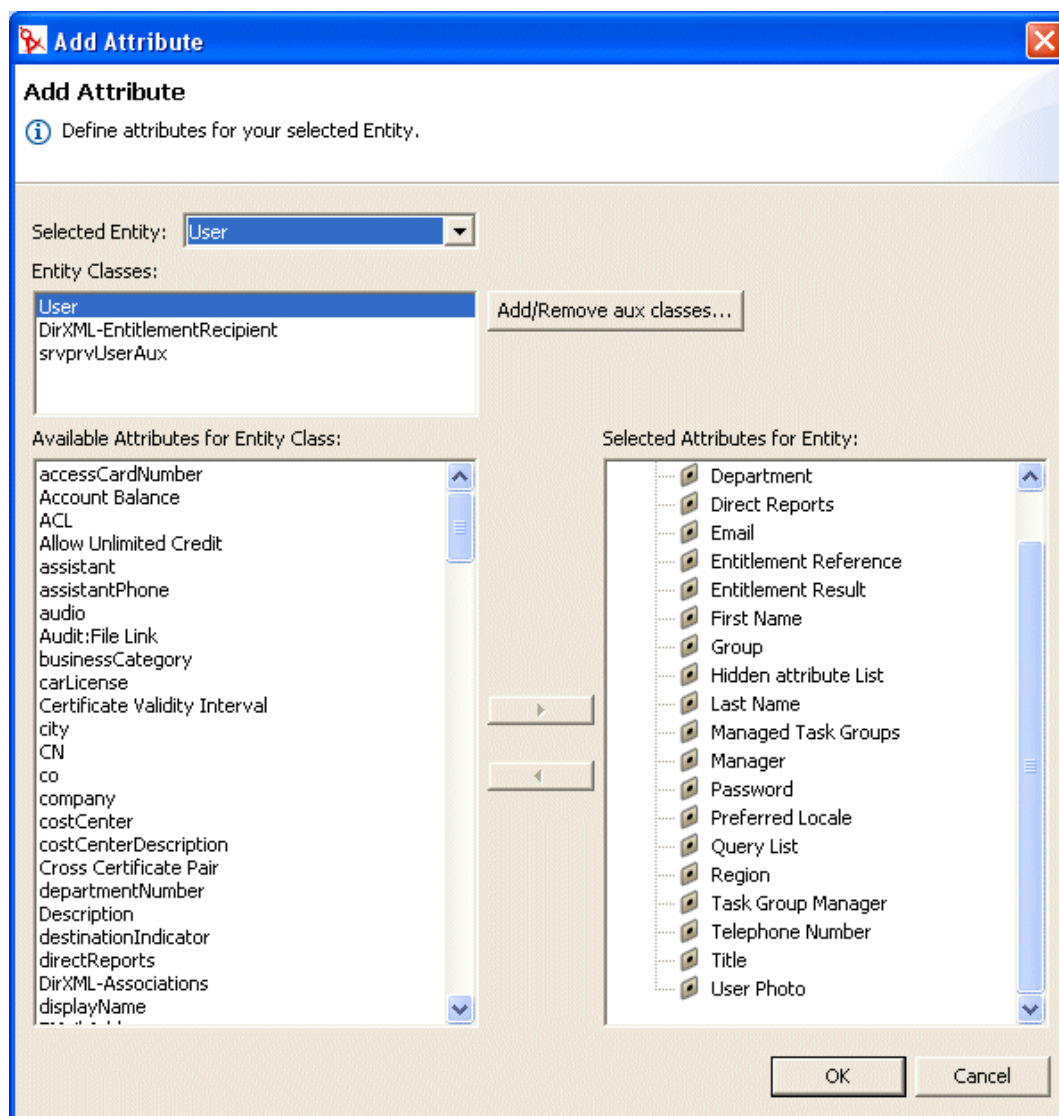 Add Attribute
Add Attribute
Define attributes for your selected Entity.
Selected Entity: User
Entity Classes:
User
DirXML-EntitlementRecipient
srvprvUserAux
Add/Remove aux classes...
Available Attributes for Entity Class:
accessCardNumber
Account Balance
ACL
Allow Unlimited Credit
assistant
assistantPhone
audio
Audit:File Link
businessCategory
carLicense
Certificate Validity Interval
city
CN
co
company
costCenter
costCenterDescription
Cross Certificate Pair
departmentNumber
Description
destinationIndicator
directReports
DirXML-Associations
displayName
Selected Attributes for Entity:
Department
Direct Reports
Email
Entitlement Reference
Entitlement Result
First Name
Group
Hidden attribute List
Last Name
Managed Task Groups
Manager
Password
Preferred Locale
Query List
Region
Task Group Manager
Telephone Number
Title
User Photo
OK
Cancel